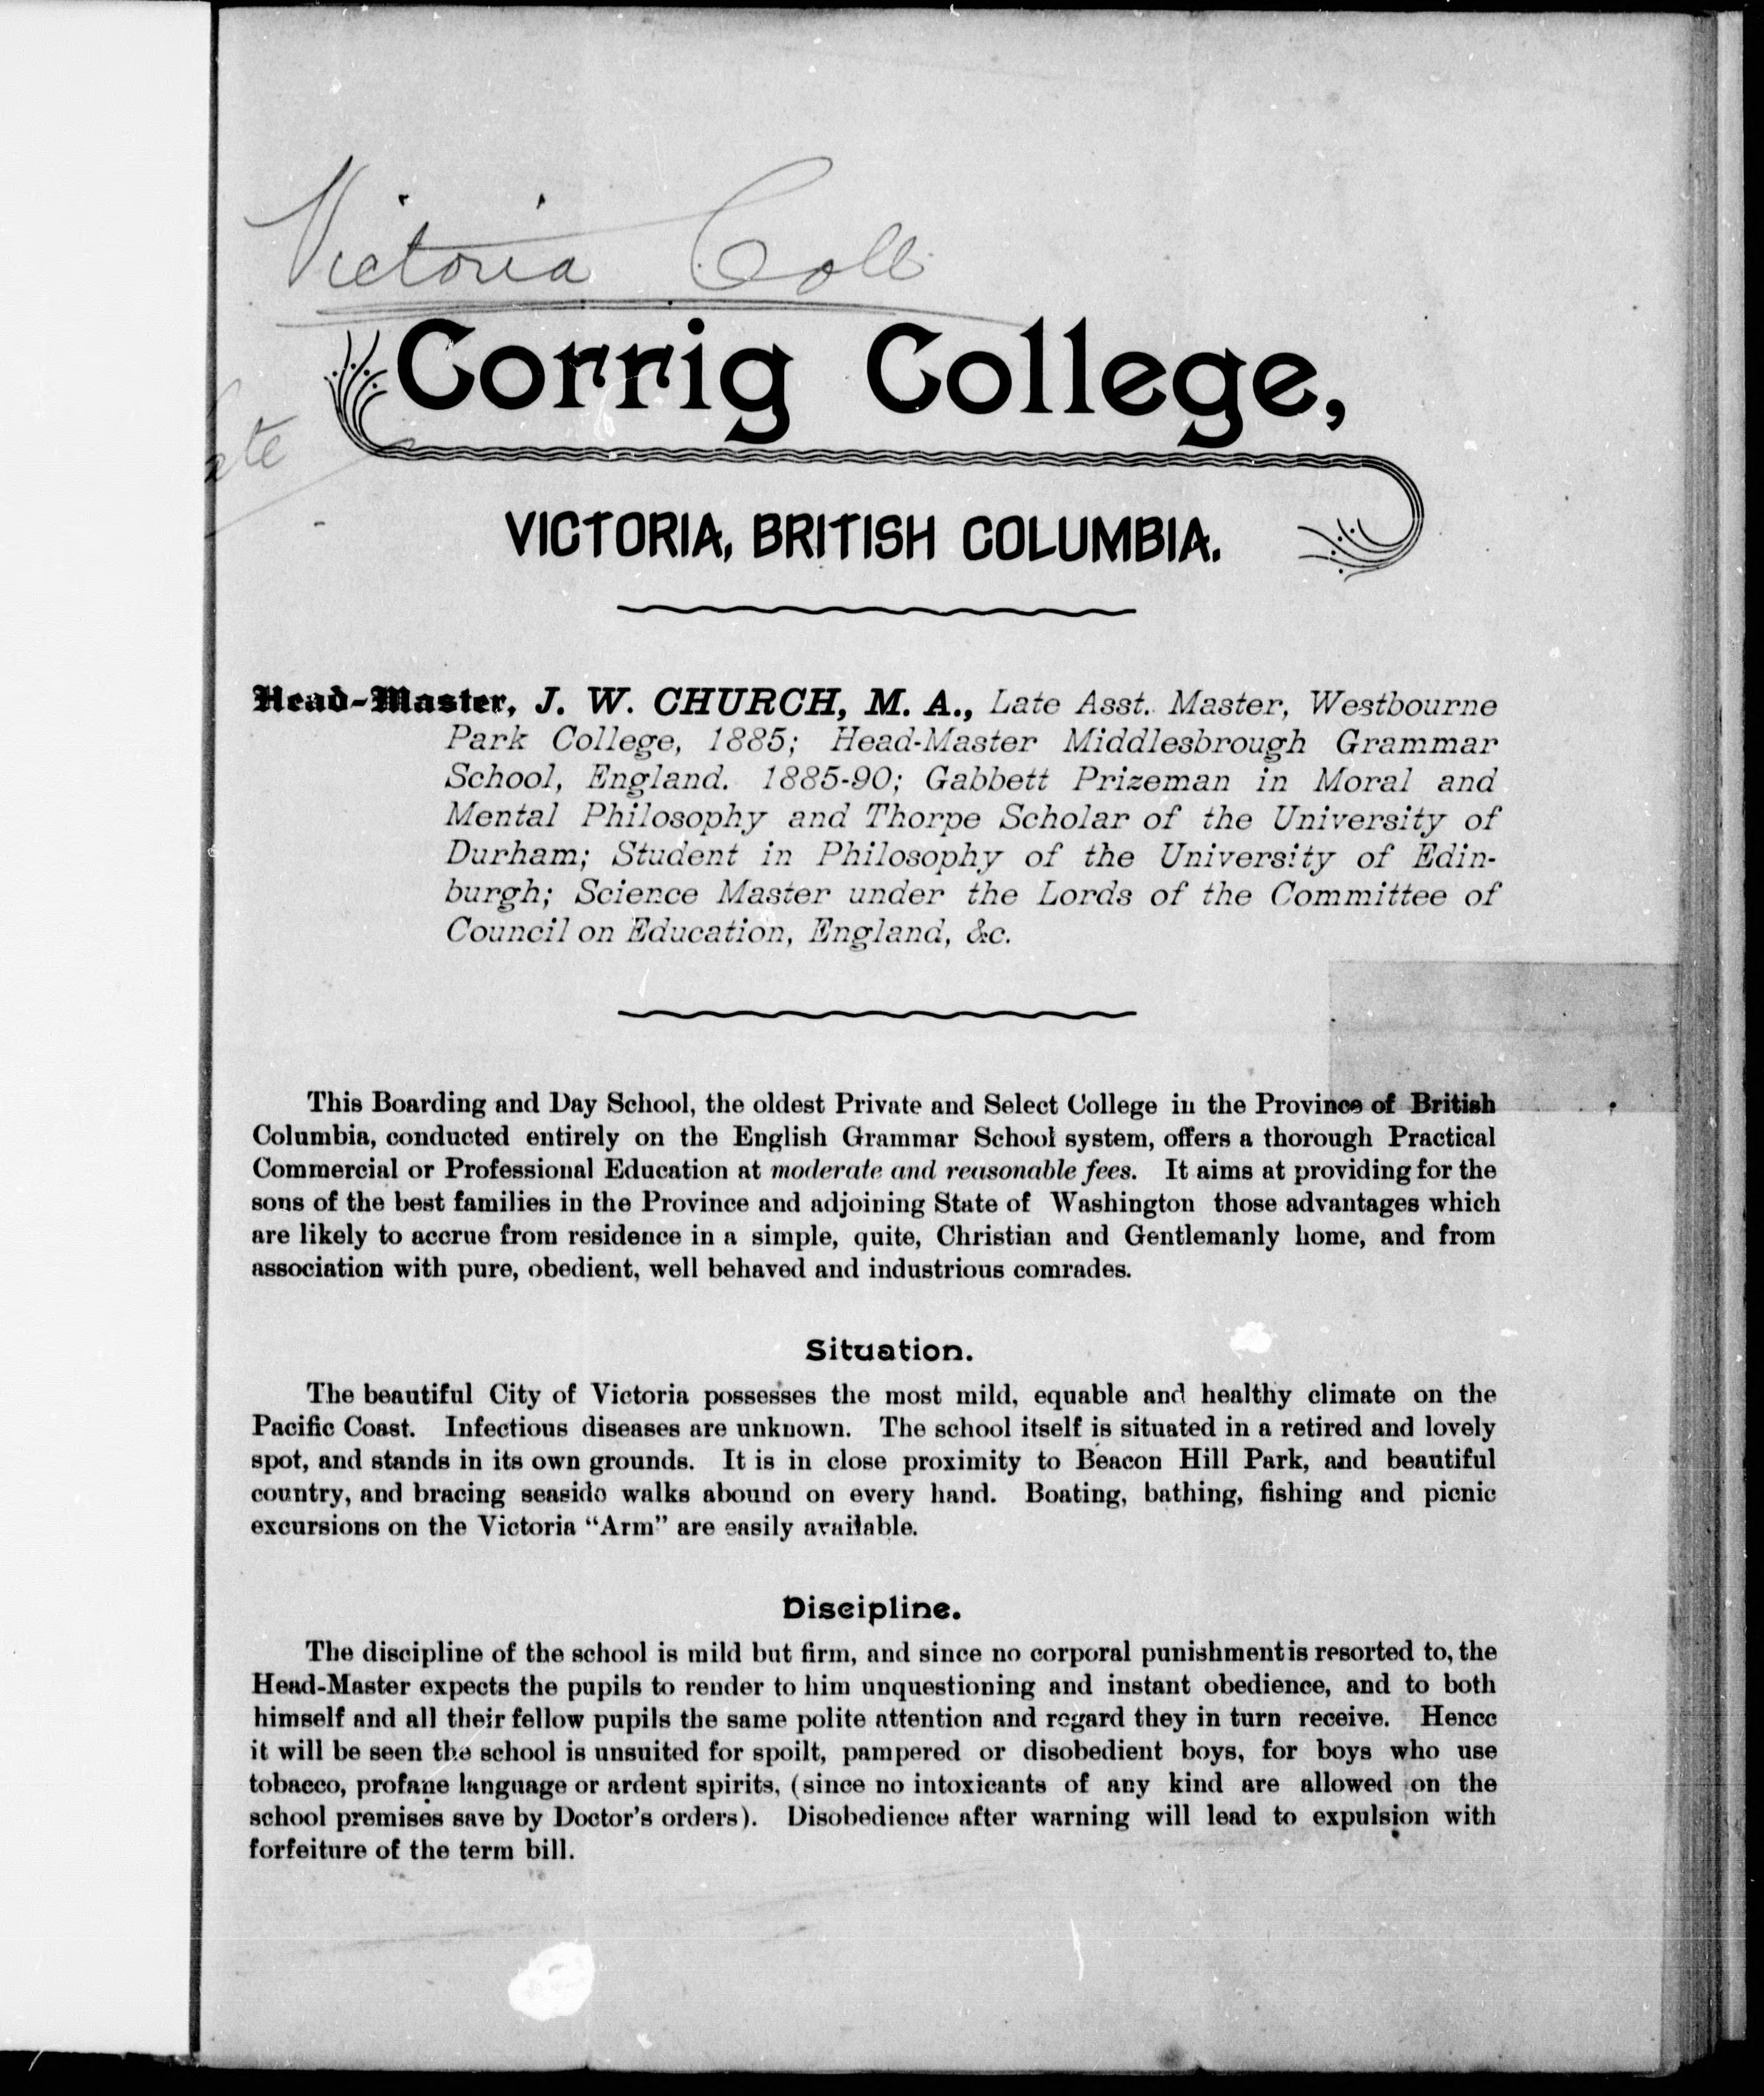 Victoria Coll
Corrig College,
VICTORIA, BRITISH COLUMBIA.
Head-Master, J. W. CHURCH, M. A., Late Asst. Master, Westbourne
Park College, 1885; Head-Master Middlesbrough Grammar
School, England. 1885-90; Gabbett Prizeman in Moral and
Mental Philosophy and Thorpe Scholar of the University of
Durham; Student in Philosophy of the University of Edin-
burgh; Science Master under the Lords of the Committee of
Council on Education, England, &c.
This Boarding and Day School, the oldest Private and Select College in the Province of British
Columbia, conducted entirely on the English Grammar School system, offers a thorough Practical
Commercial or Professional Education at moderate and reasonable fees. It aims at providing for the
sons of the best families in the Province and adjoining State of Washington those advantages which
are likely to accrue from residence in a simple, quite, Christian and Gentlemanly home, and from
association with pure, obedient, well behaved and industrious comrades.
Situation.
The beautiful City of Victoria possesses the most mild, equable and healthy climate on the
Pacific Coast. Infectious diseases are unknown. The school itself is situated in a retired and lovely
spot, and stands in its own grounds. It is in close proximity to Beacon Hill Park, and beautiful
country, and bracing seaside walks abound on every hand. Boating, bathing, fishing and picnic
excursions on the Victoria “Arm” are easily available.
Discipline.
The discipline of the school is mild but firm, and since no corporal punishment is resorted to, the
Head-Master expects the pupils to render to him unquestioning and instant obedience, and to both
himself and all their fellow pupils the same polite attention and regard they in turn receive. Hence
it will be seen the school is unsuited for spoilt, pampered or disobedient boys, for boys who use
tobacco, profane language or ardent spirits, (since no intoxicants of any kind are allowed on the
school premises save by Doctor’s orders). Disobedience after warning will lead to expulsion with
forfeiture of the term bill.